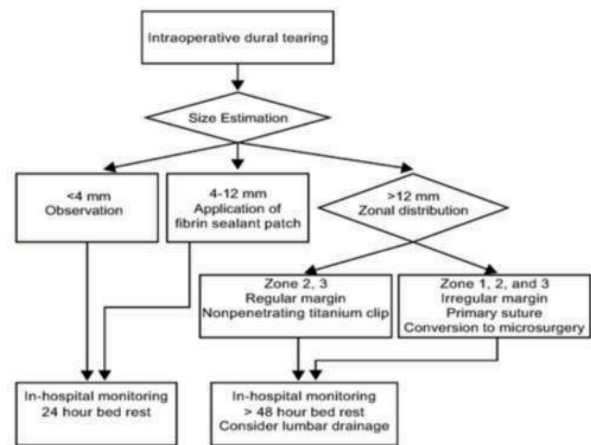 Intraoperative dural tearing
Size Estimation
<4 mm
Observation
4-12 mm
Application of
fibrin sealant patch
>12 mm
Zonal distribution
Zone 2, 3
Regular margin
Nonpenetrating titanium clip
Zone 1, 2, and 3
Irregular margin
Primary suture
Conversion to microsurgery
In-hospital monitoring
24 hour bed rest
In-hospital monitoring
> 48 hour bed rest
Consider lumbar drainage